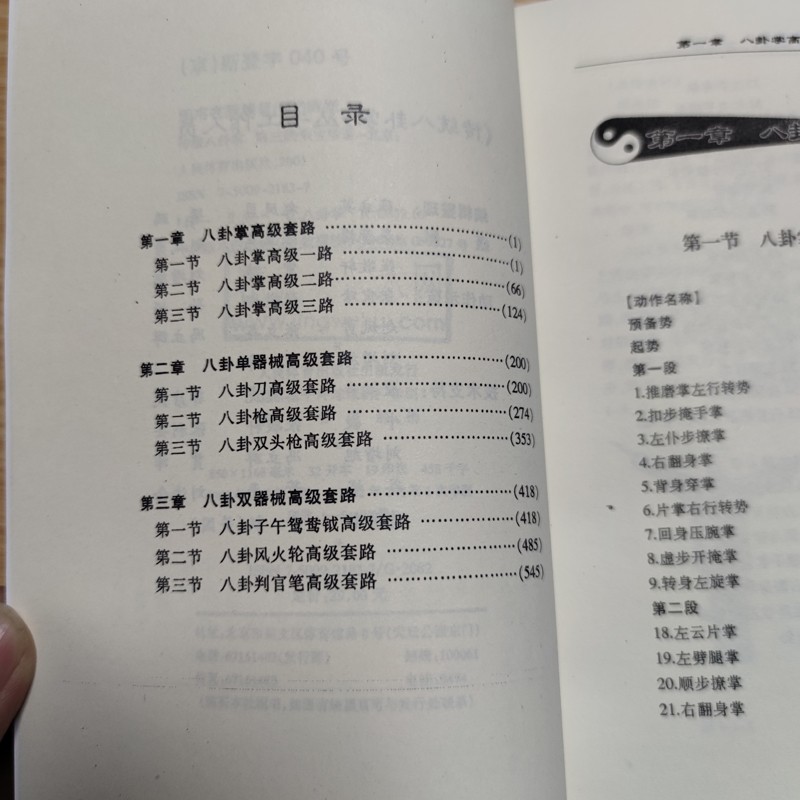 目 录
第一章 八卦掌高级套路 ……………………(1)
第一节 八卦掌高级一路 ……………………(1)
第二节 八卦掌高级二路……………………(66)
第三节 八卦掌高级三路 …………………(124)
第二章 八卦单器械高级套路 ……………(200)
第一节 八卦刀高级套路 …………………(200)
第二节 八卦枪高级套路 …………………(274)
第三节 八卦双头枪高级套路 ……………(353)
第三章 八卦双器械高级套路 ……………(418)
第一节 八卦子午鸳鸯钺高级套路 ………(418)
第二节 八卦风火轮高级套路 ……………(485)
第三节 八卦判官笔高级套路 ……………(545)
第一章 八卦掌高
第一章 八卦
第一节 八卦掌
[动作名称]
预备势
起势
第一段
1.推磨掌左行转势
2.扣步掩手掌
3.左仆步撩掌
4.右翻身掌
5.背身穿掌
6.片掌右行转势
7.回身压腕掌
8.虚步开掩掌
9.转身左旋掌
第二段
18.左云片掌
19.左劈腿掌
20.顺步撩掌
21.右翻身掌